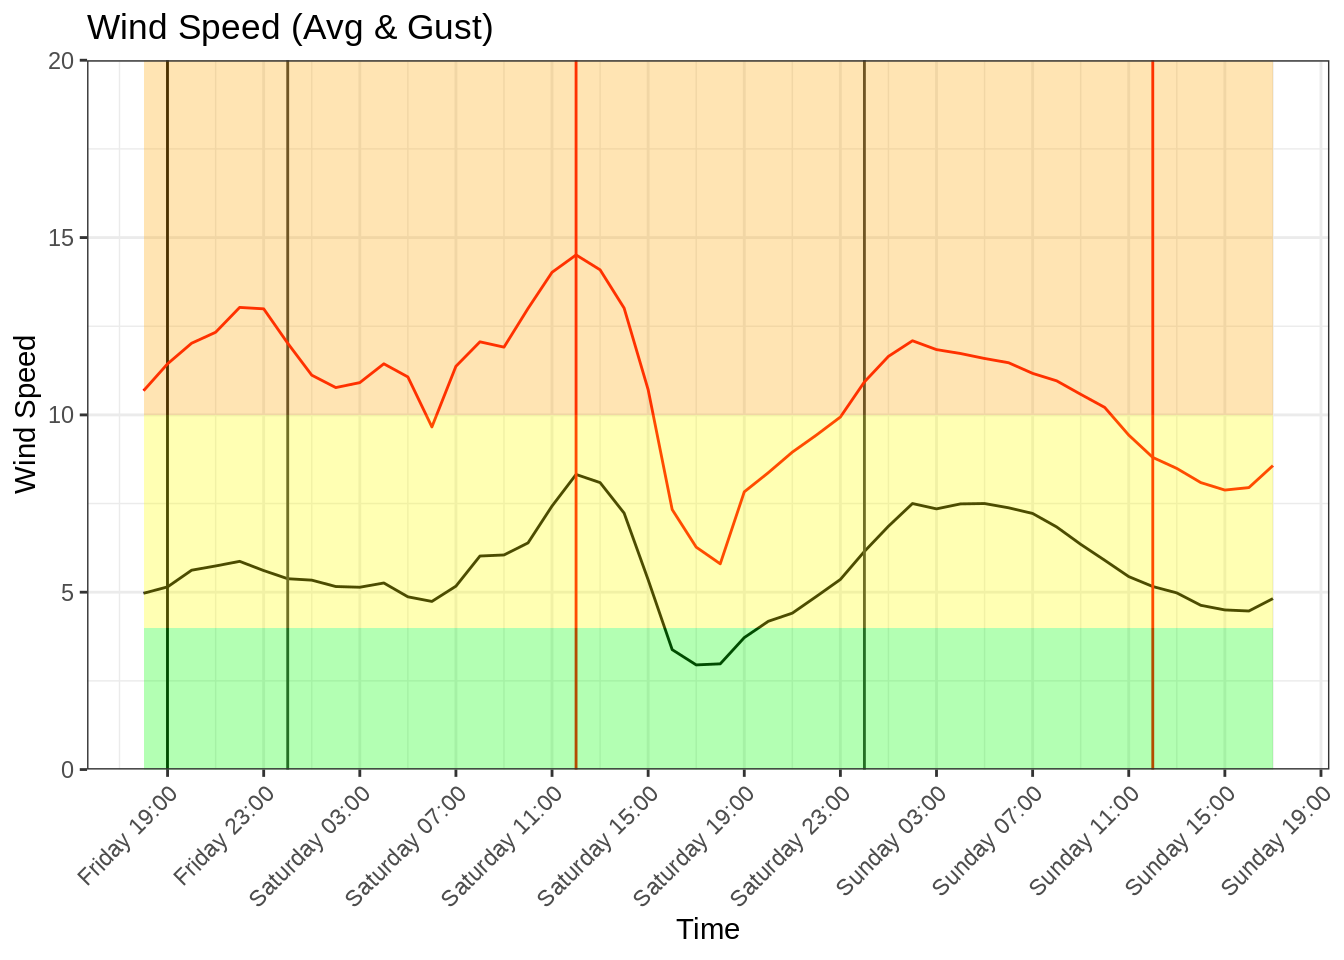 Wind Speed (Avg & Gust)
20
15
10
5
0
Wind Speed
Friday 19:00
Friday 23:00
Saturday 03:00
Saturday 07:00
Saturday 11:00
Saturday 15:00
Saturday 19:00
Saturday 23:00
Sunday 03:00
Sunday 07:00
Sunday 11:00
Sunday 15:00
Sunday 19:00
Time